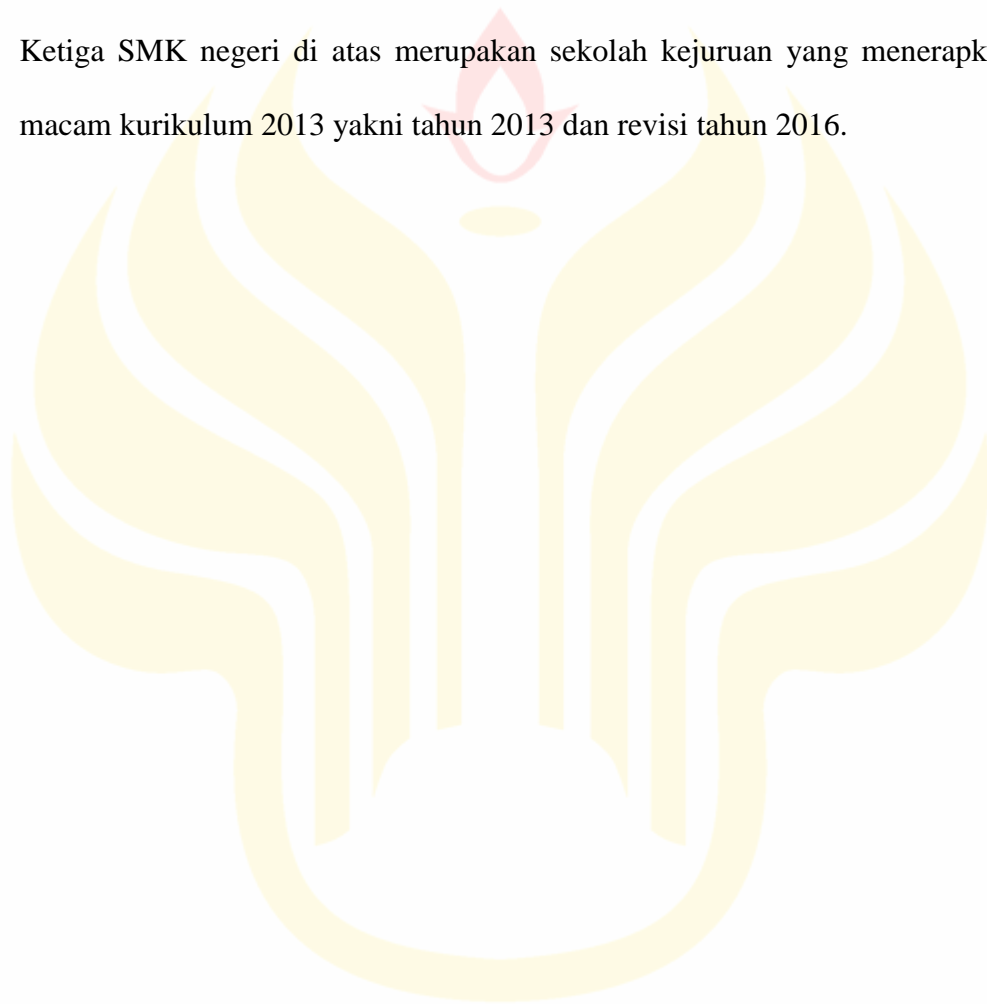 Ketiga SMK negeri di atas merupakan sekolah kejuruan yang menerapk
macam kurikulum 2013 yakni tahun 2013 dan revisi tahun 2016.